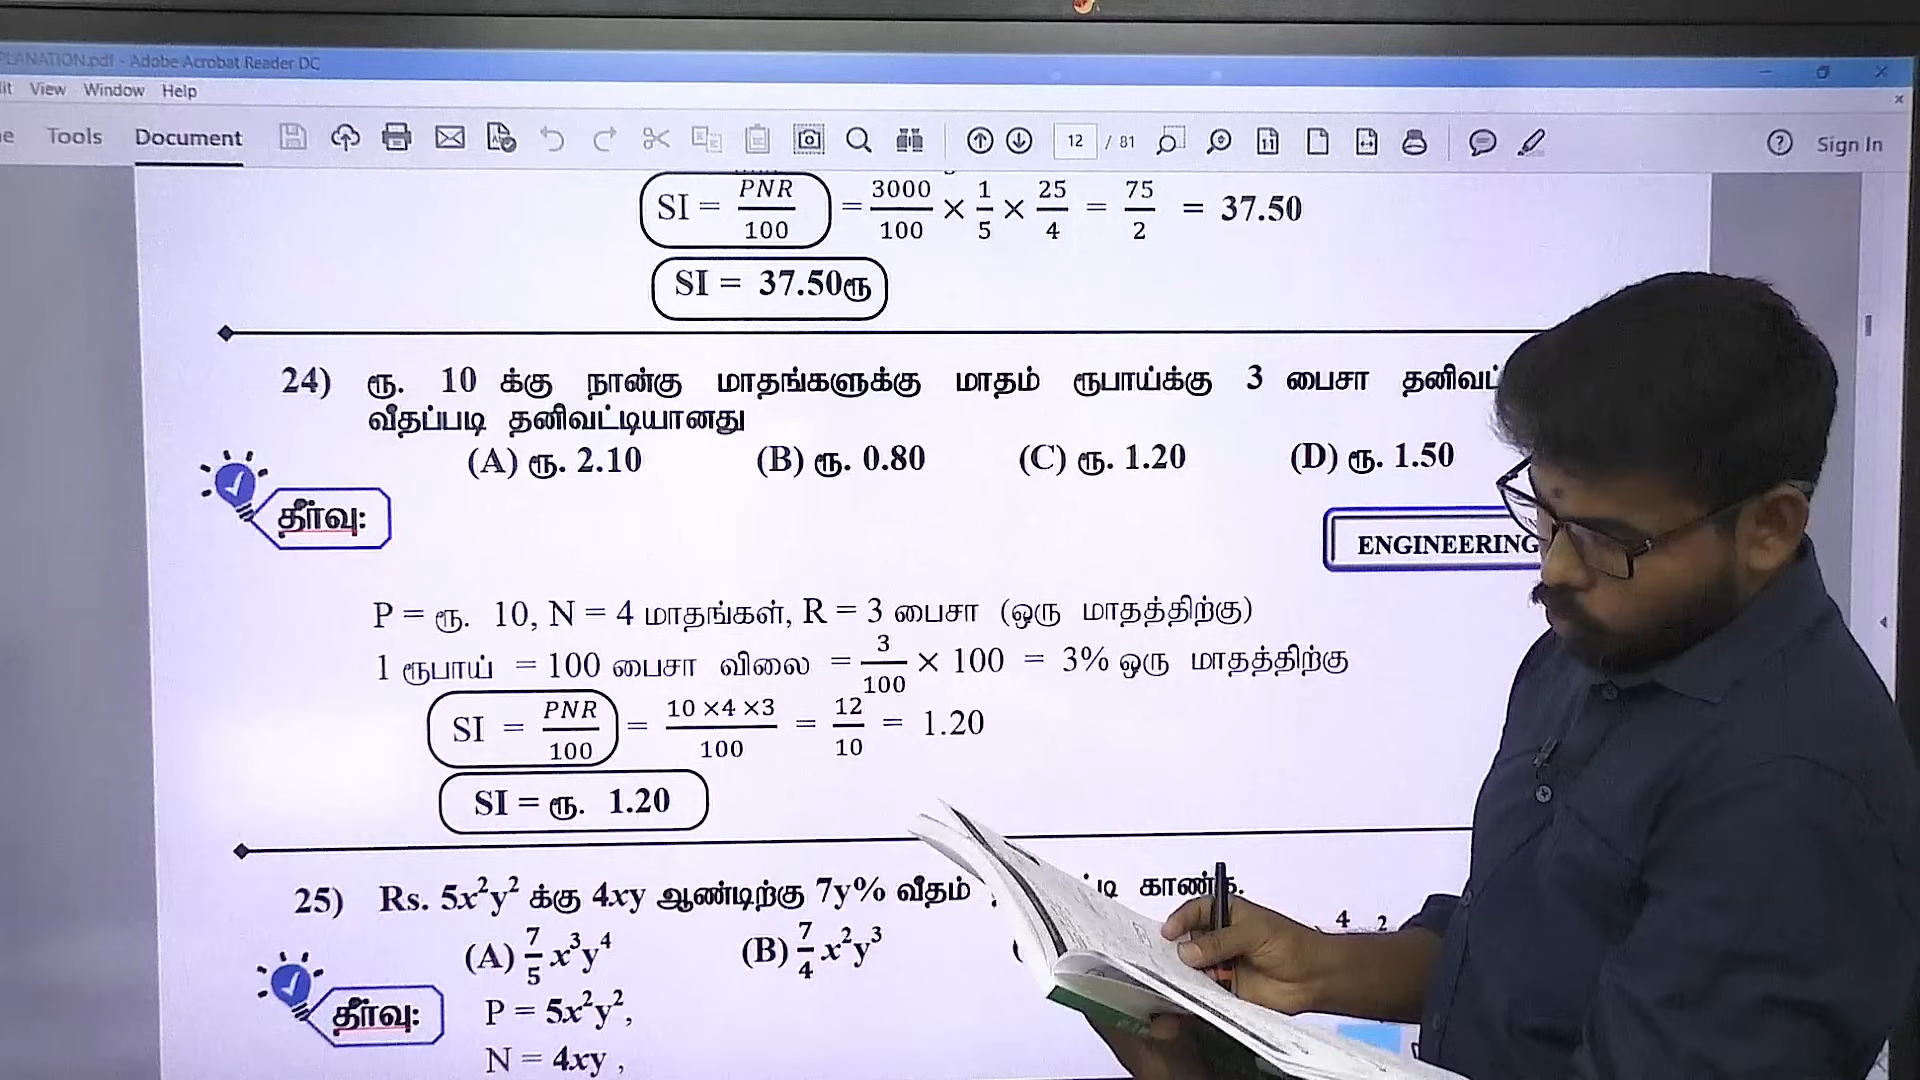 PLANATION.pdf - Adobe Acrobat Reader DC
it View Window Help
e Tools Document 12 / 81 Sign In
SI = PNR/100 = 3000/100 × 1/5 × 25/4 = 75/2 = 37.50
SI = 37.50ரூ
24) ரூ. 10 க்கு நான்கு மாதங்களுக்கு மாதம் ரூபாய்க்கு 3 பைசா தனிவட்
வீதப்படி தனிவட்டியானது
(A) ரூ. 2.10 (B) ரூ. 0.80 (C) ரூ. 1.20 (D) ரூ. 1.50
தீர்வு:
ENGINEERING
P = ரூ. 10, N = 4 மாதங்கள், R = 3 பைசா (ஒரு மாதத்திற்கு)
1 ரூபாய் = 100 பைசா விலை = 3/100 × 100 = 3% ஒரு மாதத்திற்கு
SI = PNR/100 = 10 ×4 ×3/100 = 12/10 = 1.20
SI = ரூ. 1.20
25) Rs. 5x²y² க்கு 4xy ஆண்டிற்கு 7y% வீதம் காண்க.
(A) 7/5 x³y⁴ (B) 7/4 x²y³ 4 2
தீர்வு: P = 5x²y²,
N = 4xy ,